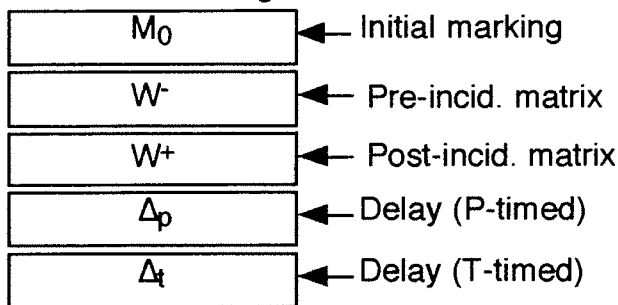 M₀ Initial marking
W⁻ Pre-incid. matrix
W⁺ Post-incid. matrix
Δₚ Delay (P-timed)
Δₜ Delay (T-timed)